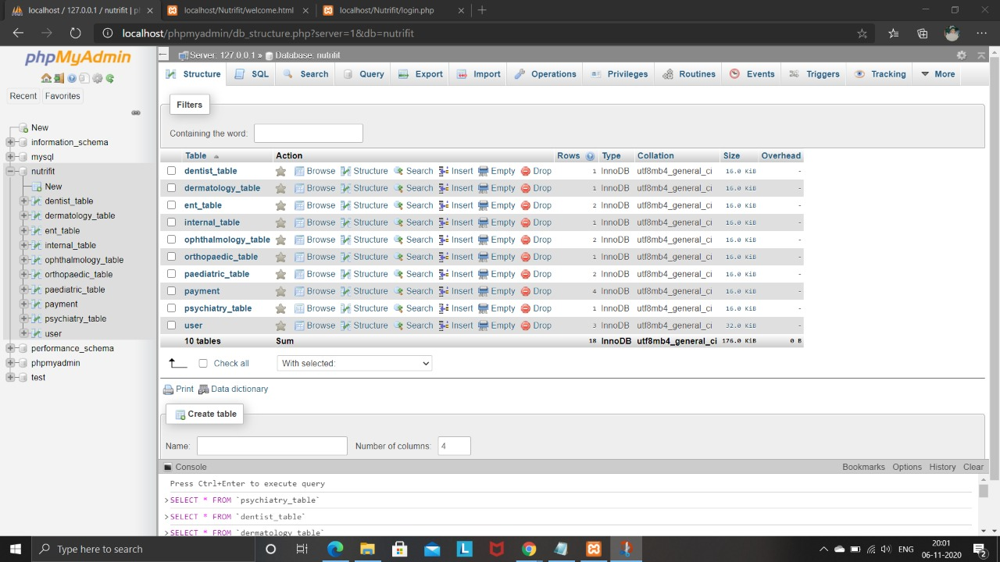 localhost / 127.0.0.1 / nutrifit | p
localhost/Nutrifit/welcome.html
localhost/Nutrifit/login.php
localhost/phpmyadmin/db_structure.php?server=1&db=nutrifit
phpMyAdmin
Recent Favorites
New
information_schema
mysql
nutrifit
New
dentist_table
dermatology_table
ent_table
internal_table
ophthalmology_table
orthopaedic_table
paediatric_table
payment
psychiatry_table
user
performance_schema
phpmyadmin
test
Server: 127.0.0.1 » Database: nutrifit
Structure SQL Search Query Export Import Operations Privileges Routines Events Triggers Tracking More
Filters
Containing the word:
Table Action Rows Type Collation Size Overhead
dentist_table Browse Structure Search Insert Empty Drop 1 InnoDB utf8mb4_general_ci 16.0 KiB -
dermatology_table Browse Structure Search Insert Empty Drop 1 InnoDB utf8mb4_general_ci 16.0 KiB -
ent_table Browse Structure Search Insert Empty Drop 2 InnoDB utf8mb4_general_ci 16.0 KiB -
internal_table Browse Structure Search Insert Empty Drop 1 InnoDB utf8mb4_general_ci 16.0 KiB -
ophthalmology_table Browse Structure Search Insert Empty Drop 2 InnoDB utf8mb4_general_ci 16.0 KiB -
orthopaedic_table Browse Structure Search Insert Empty Drop 1 InnoDB utf8mb4_general_ci 16.0 KiB -
paediatric_table Browse Structure Search Insert Empty Drop 2 InnoDB utf8mb4_general_ci 16.0 KiB -
payment Browse Structure Search Insert Empty Drop 4 InnoDB utf8mb4_general_ci 16.0 KiB -
psychiatry_table Browse Structure Search Insert Empty Drop 1 InnoDB utf8mb4_general_ci 16.0 KiB -
user Browse Structure Search Insert Empty Drop 3 InnoDB utf8mb4_general_ci 32.0 KiB -
10 tables Sum 18 InnoDB utf8mb4_general_ci 176.0 KiB 0 B
Check all With selected:
Print Data dictionary
Create table
Name: Number of columns: 4
Console Bookmarks Options History Clear
Press Ctrl+Enter to execute query
>SELECT * FROM `psychiatry_table`
>SELECT * FROM `dentist_table`
>SELECT * FROM `dermatology_table`
Type here to search
ENG
20:01
06-11-2020
2